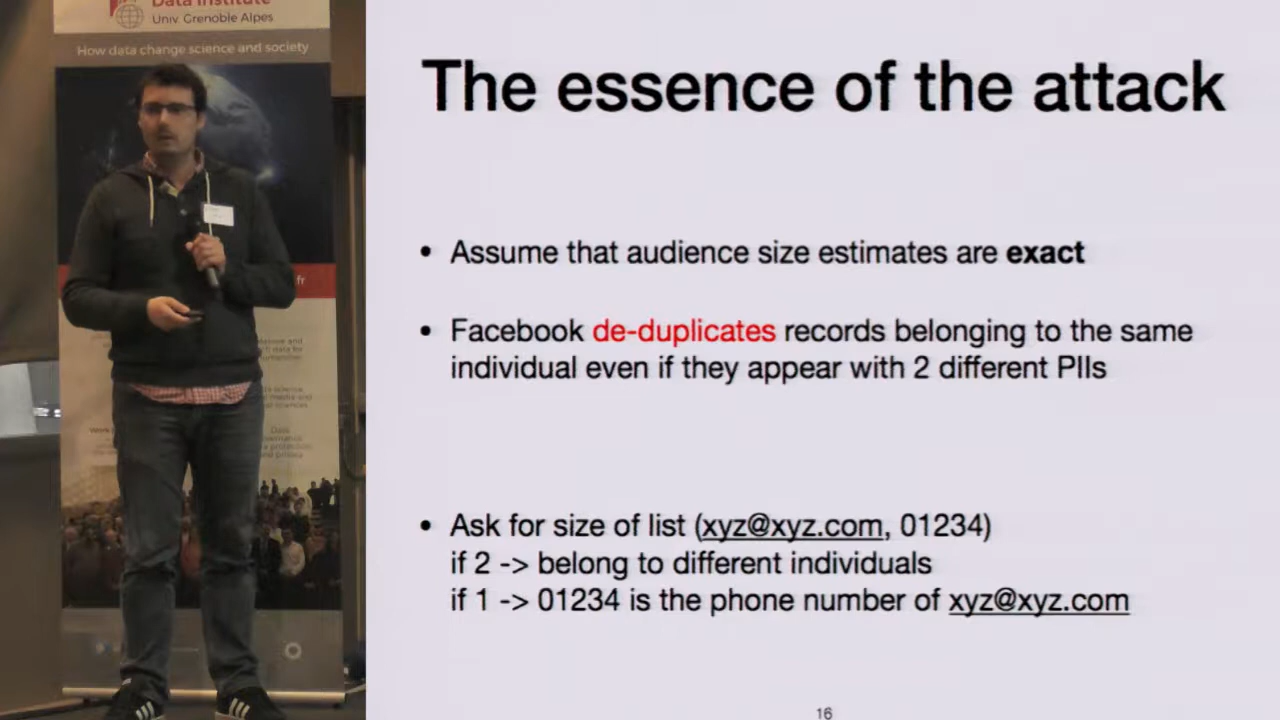 Data Institute
Univ. Grenoble Alpes
How data change science and society
The essence of the attack
• Assume that audience size estimates are exact
• Facebook de-duplicates records belonging to the same
individual even if they appear with 2 different PIIs
• Ask for size of list (xyz@xyz.com, 01234)
if 2 -> belong to different individuals
if 1 -> 01234 is the phone number of xyz@xyz.com
16